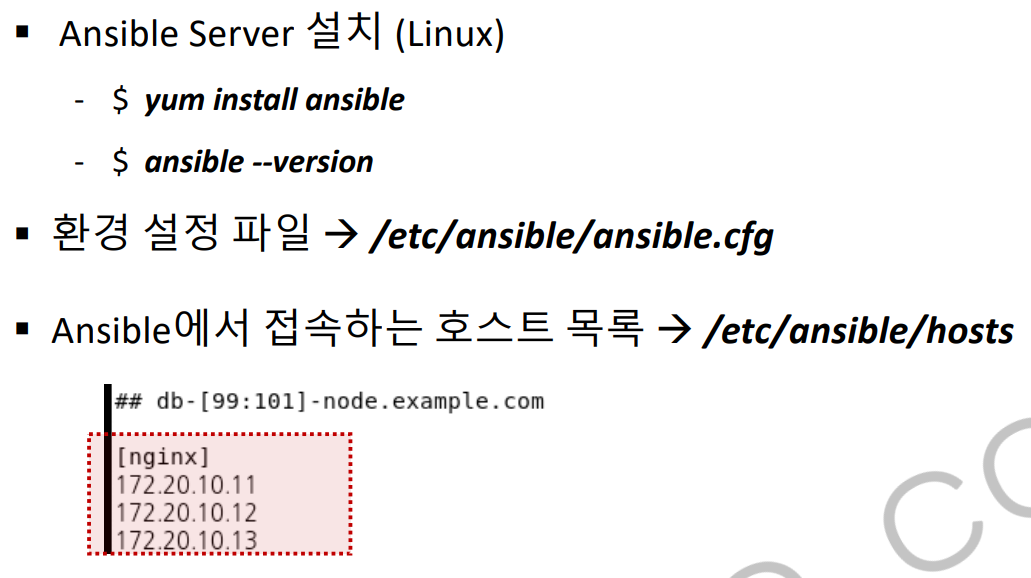 ▪ Ansible Server 설치 (Linux)
- $ yum install ansible
- $ ansible --version
▪ 환경 설정 파일 → /etc/ansible/ansible.cfg
▪ Ansible에서 접속하는 호스트 목록 → /etc/ansible/hosts
## db-[99:101]-node.example.com
[nginx]
172.20.10.11
172.20.10.12
172.20.10.13